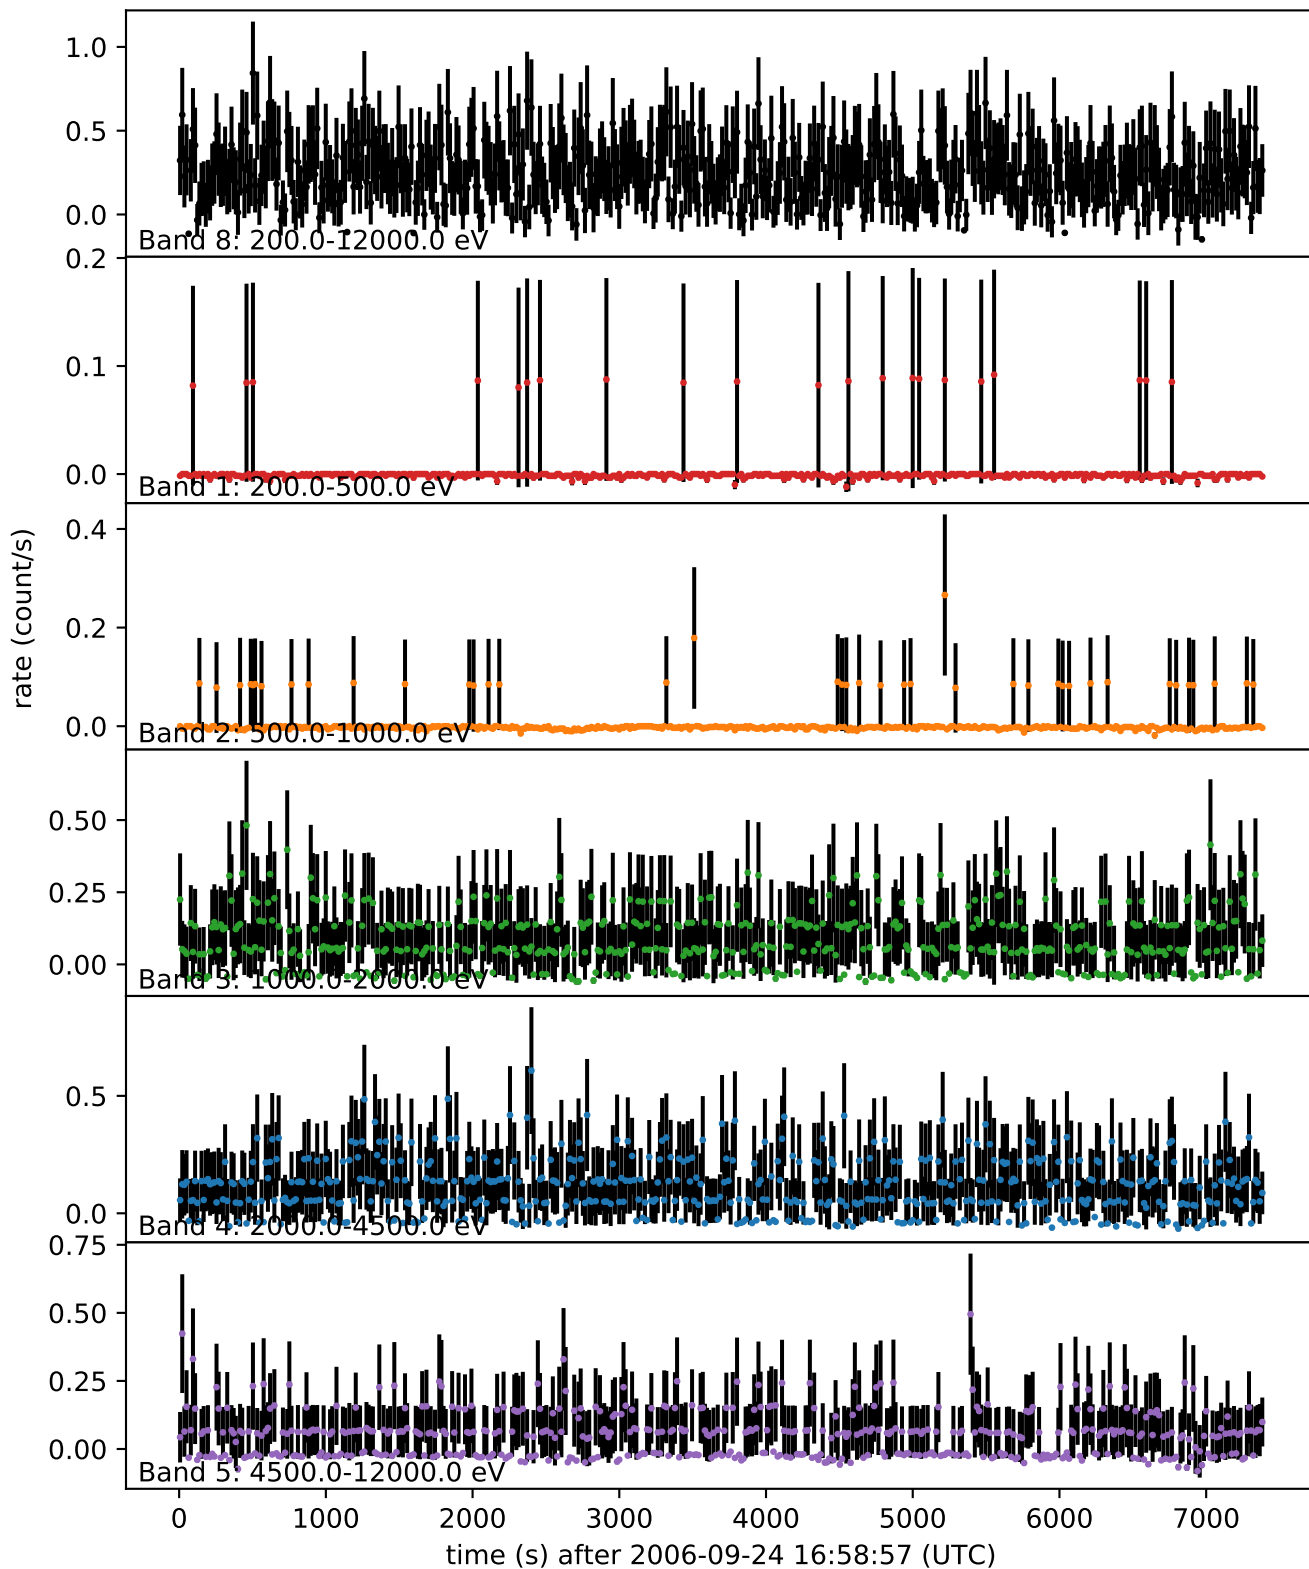 1.0
0.5
0.0
Band 8: 200.0-12000.0 eV
0.2
0.1
0.0
Band 1: 200.0-500.0 eV
0.4
0.2
0.0
Band 2: 500.0-1000.0 eV
rate (count/s)
0.50
0.25
0.00
Band 3: 1000.0-2000.0 eV
0.5
0.0
Band 4: 2000.0-4500.0 eV
0.75
0.50
0.25
0.00
Band 5: 4500.0-12000.0 eV
0 1000 2000 3000 4000 5000 6000 7000
time (s) after 2006-09-24 16:58:57 (UTC)